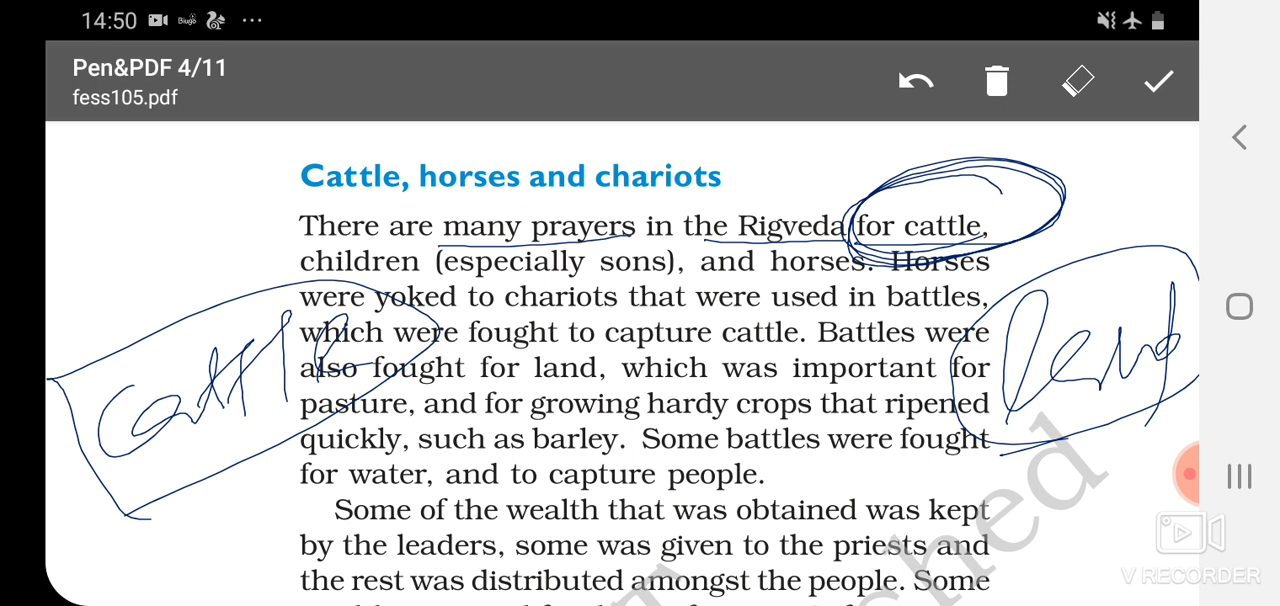 14:50 Biugo ...
Pen&PDF 4/11
fess105.pdf
Cattle, horses and chariots
There are many prayers in the Rigveda for cattle,
children (especially sons), and horses. Horses
were yoked to chariots that were used in battles,
which were fought to capture cattle. Battles were
also fought for land, which was important for
pasture, and for growing hardy crops that ripened
quickly, such as barley. Some battles were fought
for water, and to capture people.
Some of the wealth that was obtained was kept
by the leaders, some was given to the priests and
the rest was distributed amongst the people. Some
cattle
V RECORDER